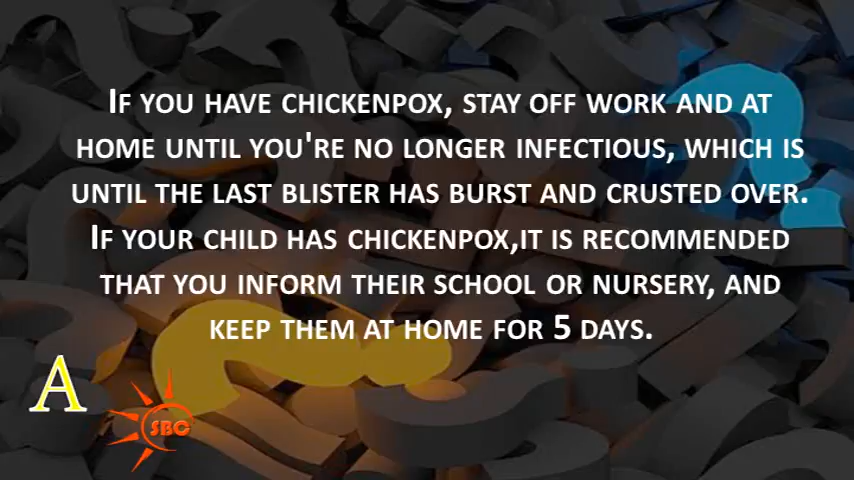 If you have chickenpox, stay off work and at
home until you're no longer infectious, which is
until the last blister has burst and crusted over.
If your child has chickenpox,it is recommended
that you inform their school or nursery, and
keep them at home for 5 days.
A
SBC